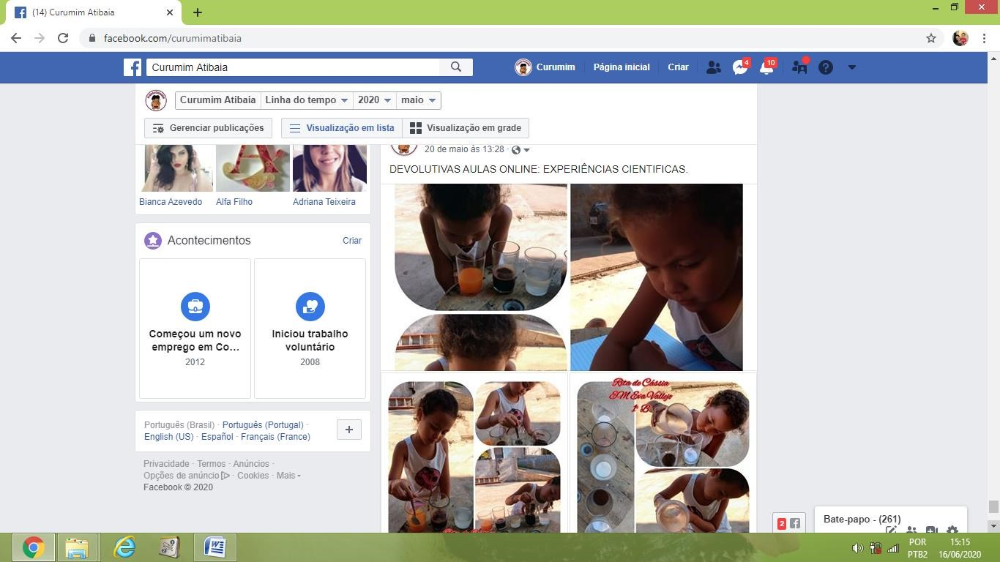 (14) Curumim Atibaia
facebook.com/curumimatibaia
Curumim Atibaia
Curumim
Página inicial
Criar
4
10
Curumim Atibaia
Linha do tempo
2020
maio
Gerenciar publicações
Visualização em lista
Visualização em grade
Bianca Azevedo
Alfa Filho
Adriana Teixeira
Acontecimentos
Criar
Começou um novo
emprego em Co...
2012
Iniciou trabalho
voluntário
2008
Português (Brasil) · Português (Portugal) ·
English (US) · Español · Français (France)
Privacidade · Termos · Anúncios ·
Opções de anúncio · Cookies · Mais
Facebook © 2020
20 de maio às 13:28 ·
DEVOLUTIVAS AULAS ONLINE: EXPERIÊNCIAS CIENTIFICAS.
Rita de Cássia
EM Eva Vallejo
1º B
2
Bate-papo - (261)
POR
PTB2
15:15
16/06/2020